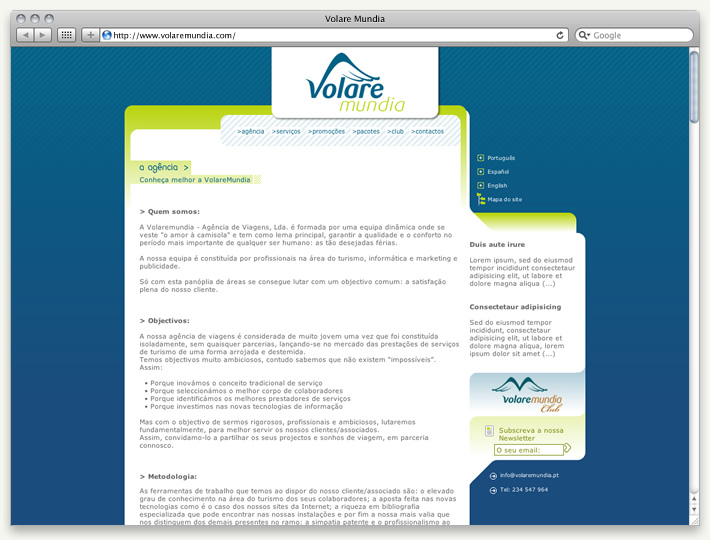 Volare Mundia
http://www.volaremundia.com/
Google
Volare
mundia
>agência >serviços >promoções >pacotes >club >contactos
a agência >
Conheça melhor a VolareMundia
> Quem somos:
A Volaremundia - Agência de Viagens, Lda. é formada por uma equipa dinâmica onde se
veste "o amor à camisola" e tem como lema principal, garantir a qualidade e o conforto no
período mais importante de qualquer ser humano: as tão desejadas férias.
A nossa equipa é constituída por profissionais na área do turismo, informática e marketing e
publicidade.
Só com esta panóplia de áreas se consegue lutar com um objectivo comum: a satisfação
plena do nosso cliente.
> Objectivos:
A nossa agência de viagens é considerada de muito jovem uma vez que foi constituída
isoladamente, sem quaisquer parcerias, lançando-se no mercado das prestações de serviços
de turismo de uma forma arrojada e destemida.
Temos objectivos muito ambiciosos, contudo sabemos que não existem "impossíveis".
Assim:
• Porque inovámos o conceito tradicional de serviço
• Porque seleccionámos o melhor corpo de colaboradores
• Porque identificámos os melhores prestadores de serviços
• Porque investimos nas novas tecnologias de informação
Mas com o objectivo de sermos rigorosos, profissionais e ambiciosos, lutaremos
fundamentalmente, para melhor servir os nossos clientes/associados.
Assim, convidamo-lo a partilhar os seus projectos e sonhos de viagem, em parceria
connosco.
> Metodologia:
As ferramentas de trabalho que temos ao dispor do nosso cliente/associado são: o elevado
grau de conhecimento na área do turismo dos seus colaboradores; a aposta feita nas novas
tecnologias como é o caso dos nossos sites da Internet; a riqueza em bibliografia
especializada que pode encontrar nas nossas instalações e por fim a nossa mais valia que
nos distinguem dos demais presentes no ramo: a simpatia patente e o profissionalismo ao
Português
Español
English
Mapa do site
Duis aute irure
Lorem ipsum, sed do eiusmod
tempor incididunt consectetur
adipisicing elit, ut labore et
dolore magna aliqua (...)
Consectetaur adipisicing
Sed do eiusmod tempor
incididunt, consectetur
adipisicing elit, ut labore et
dolore magna aliqua, lorem
ipsum dolor sit amet (...)
volaremundia
Club
Subscreva a nossa
Newsletter
O seu email:
info@volaremundia.pt
Tel: 234 547 964